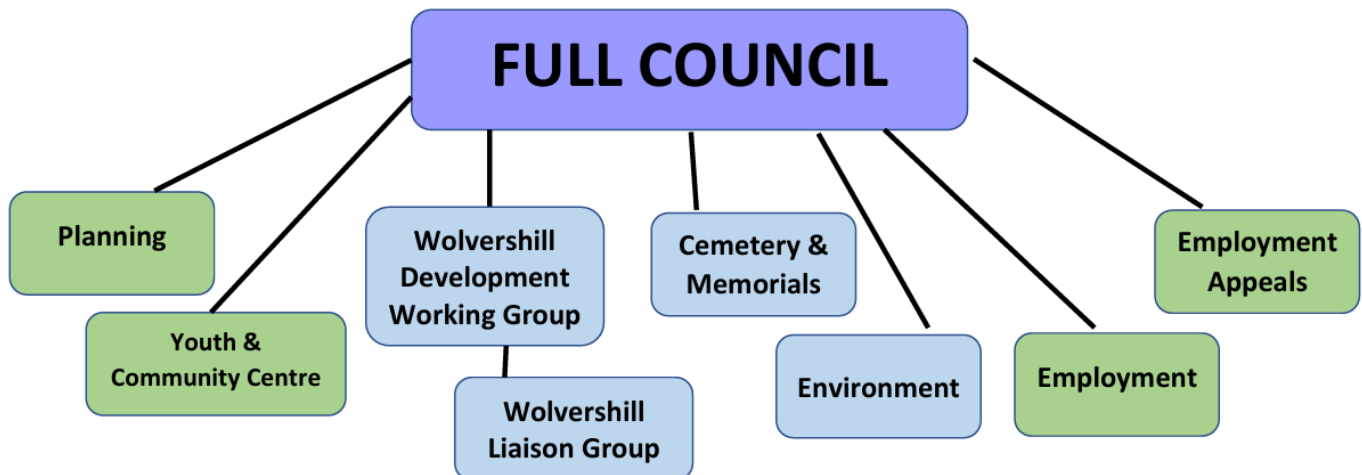 FULL COUNCIL
Planning
Youth &
Community Centre
Wolvershill
Development
Working Group
Wolvershill
Liaison Group
Cemetery &
Memorials
Environment
Employment
Employment
Appeals